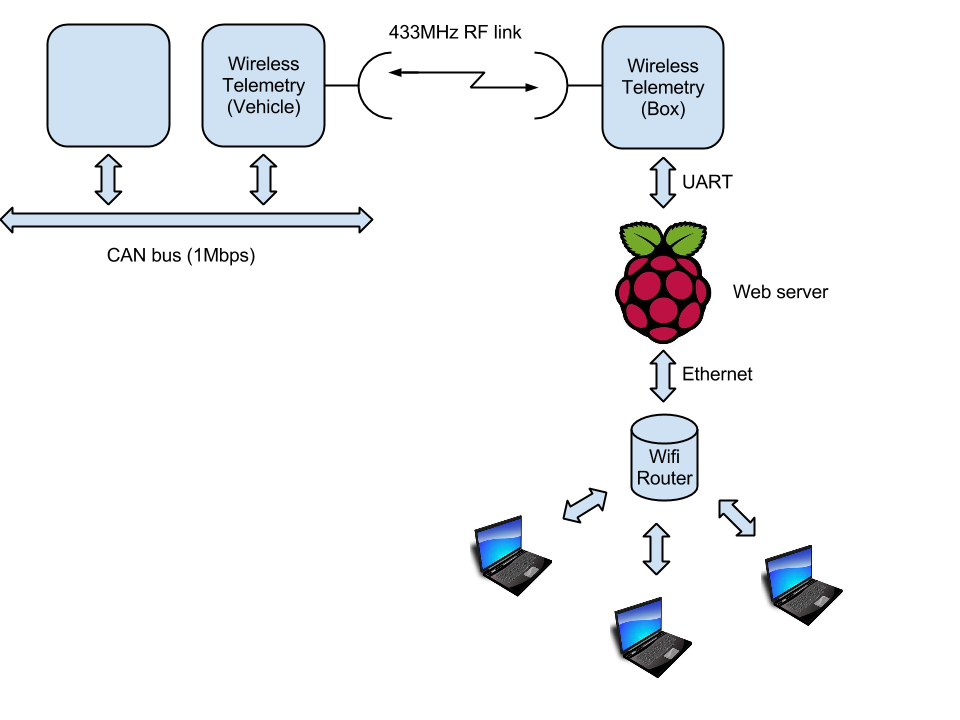 433MHz RF link
Wireless
Telemetry
(Vehicle)
Wireless
Telemetry
(Box)
UART
CAN bus (1Mbps)
Web server
Ethernet
Wifi
Router